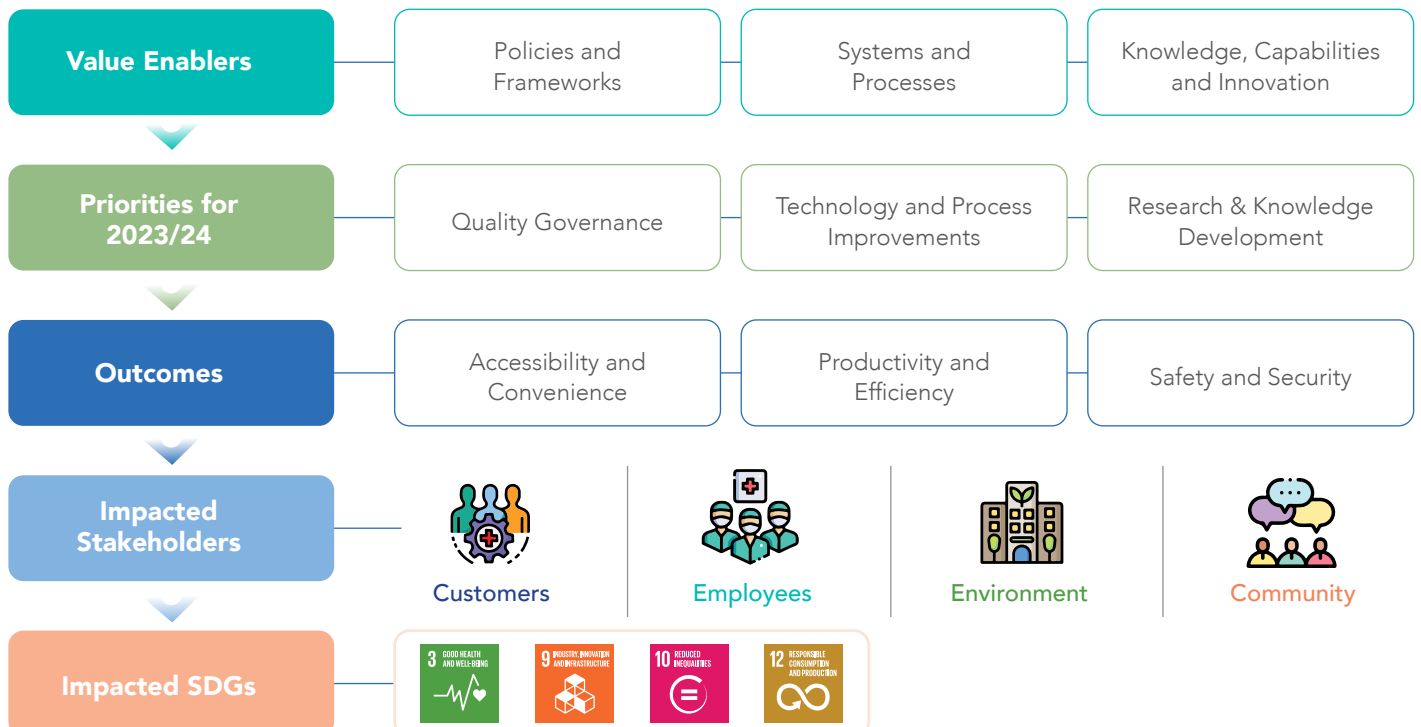 Value Enablers
Policies and
Frameworks
Systems and
Processes
Knowledge, Capabilities
and Innovation
Priorities for
2023/24
Quality Governance
Technology and Process
Improvements
Research & Knowledge
Development
Outcomes
Accessibility and
Convenience
Productivity and
Efficiency
Safety and Security
Impacted
Stakeholders
Customers
Employees
Environment
Community
Impacted SDGs
3 GOOD HEALTH
AND WELL-BEING
9 INDUSTRY, INNOVATION
AND INFRASTRUCTURE
10 REDUCED
INEQUALITIES
12 RESPONSIBLE
CONSUMPTION
AND PRODUCTION